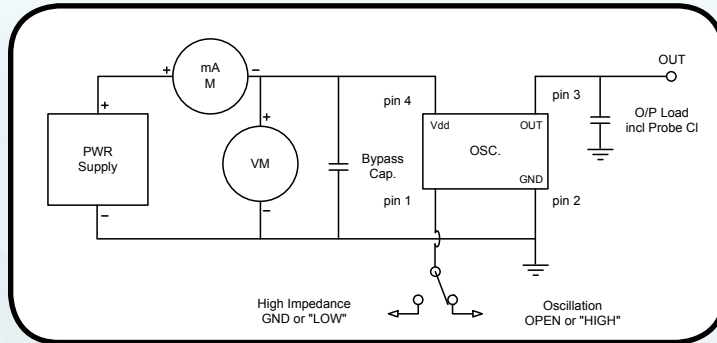 OUT
+
mA
M
–
+
PWR
Supply
–
+
VM
–
Bypass
Cap.
pin 4
Vdd
OUT
OSC.
GND
pin 3
O/P Load
incl Probe Cl
pin 1
pin 2
High Impedance
GND or "LOW"
Oscillation
OPEN or "HIGH"